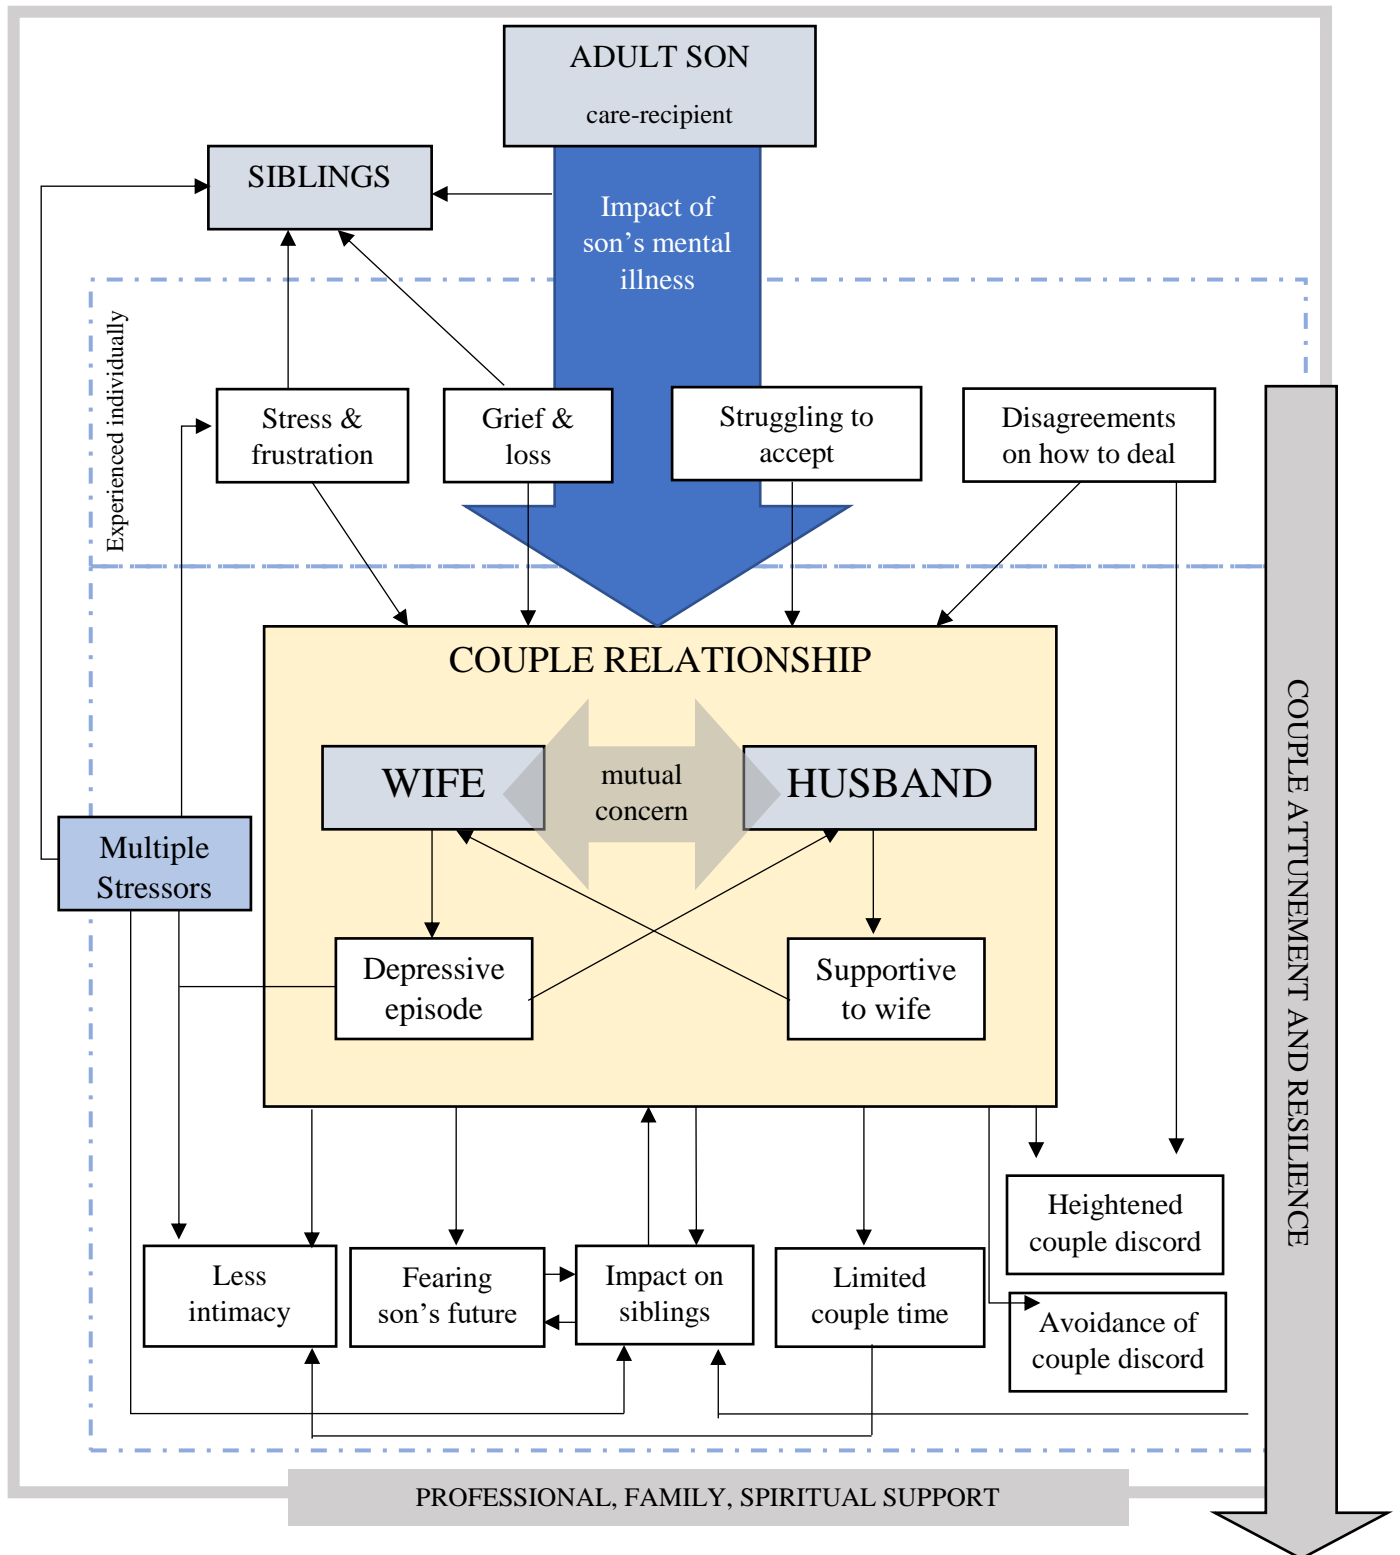 ADULT SON
care-recipient
SIBLINGS
Impact of
son’s mental
illness
Experienced individually
Stress &
frustration
Grief &
loss
Struggling to
accept
Disagreements
on how to deal
COUPLE RELATIONSHIP
WIFE
mutual
concern
HUSBAND
Multiple
Stressors
Depressive
episode
Supportive
to wife
COUPLE ATTUNEMENT AND RESILIENCE
Less
intimacy
Fearing
son’s future
Impact on
siblings
Limited
couple time
Heightened
couple discord
Avoidance of
couple discord
PROFESSIONAL, FAMILY, SPIRITUAL SUPPORT